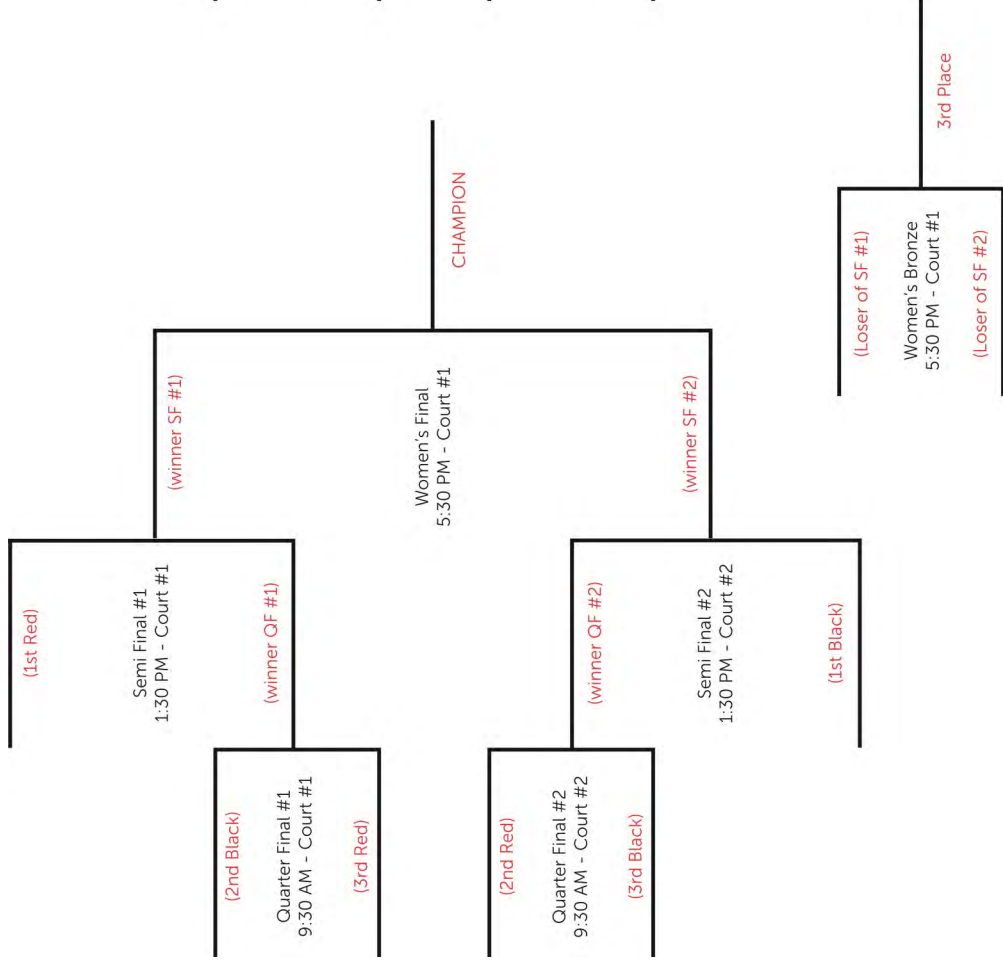 (1st Red)
Semi Final #1
1:30 PM - Court #1
(winner QF #1)
(2nd Black)
Quarter Final #1
9:30 AM - Court #1
(3rd Red)
(winner SF #1)
Women's Final
5:30 PM - Court #1
CHAMPION
(winner SF #2)
(winner QF #2)
Semi Final #2
1:30 PM - Court #2
(1st Black)
(2nd Red)
Quarter Final #2
9:30 AM - Court #2
(3rd Black)
(Loser of SF #1)
Women's Bronze
5:30 PM - Court #1
(Loser of SF #2)
3rd Place